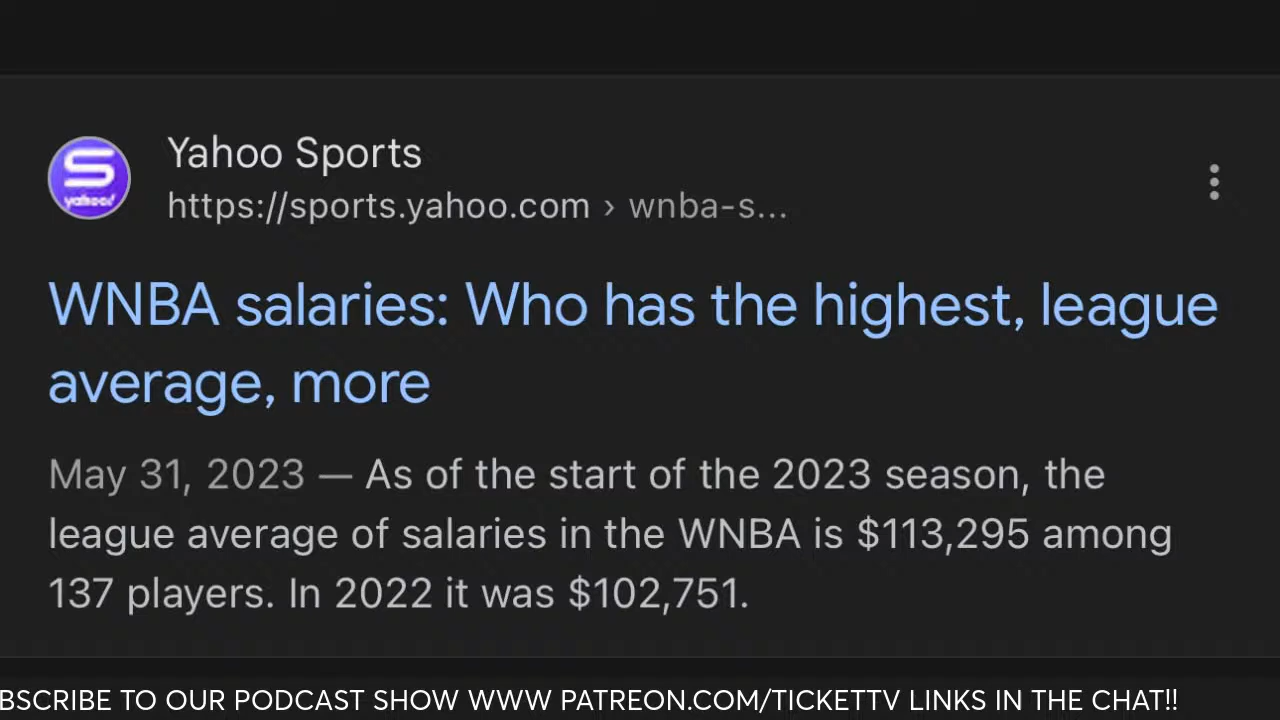 Yahoo Sports
https://sports.yahoo.com › wnba-s...
WNBA salaries: Who has the highest, league
average, more
May 31, 2023 — As of the start of the 2023 season, the
league average of salaries in the WNBA is $113,295 among
137 players. In 2022 it was $102,751.
BSCRIBE TO OUR PODCAST SHOW WWW PATREON.COM/TICKETTV LINKS IN THE CHAT!!